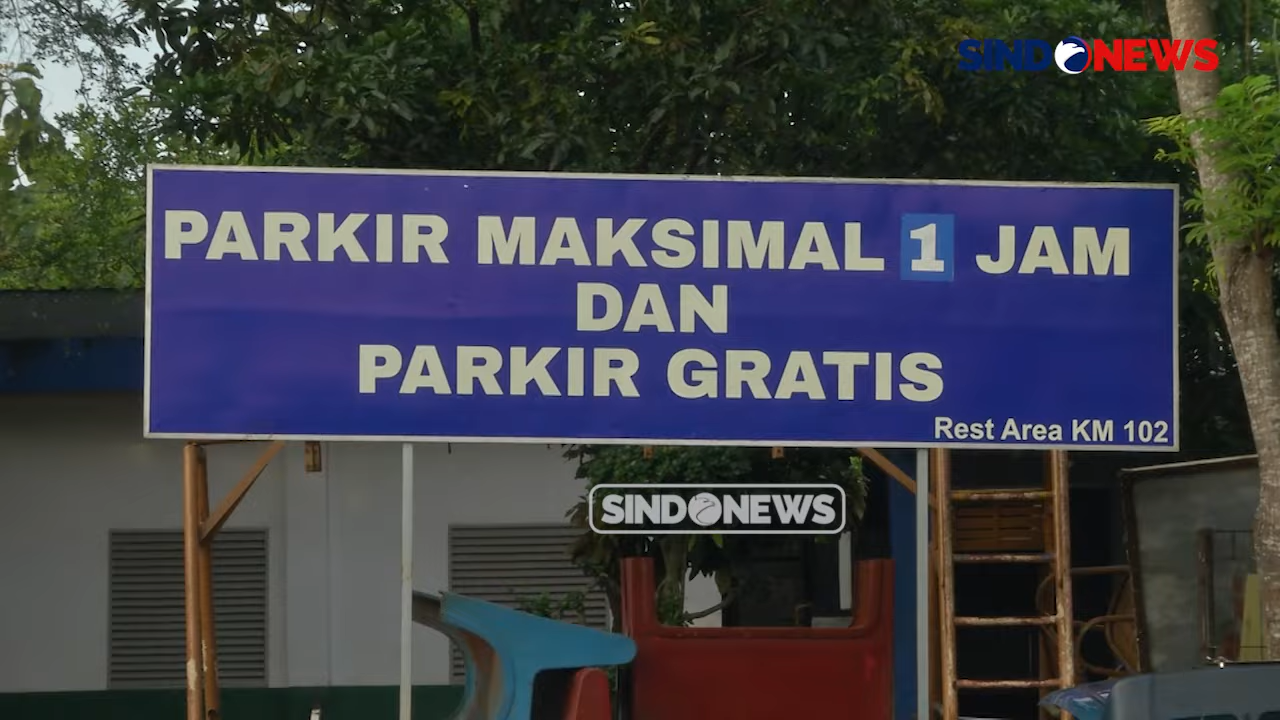 SINDONEWS
PARKIR MAKSIMAL 1 JAM
DAN
PARKIR GRATIS
Rest Area KM 102
SINDONEWS